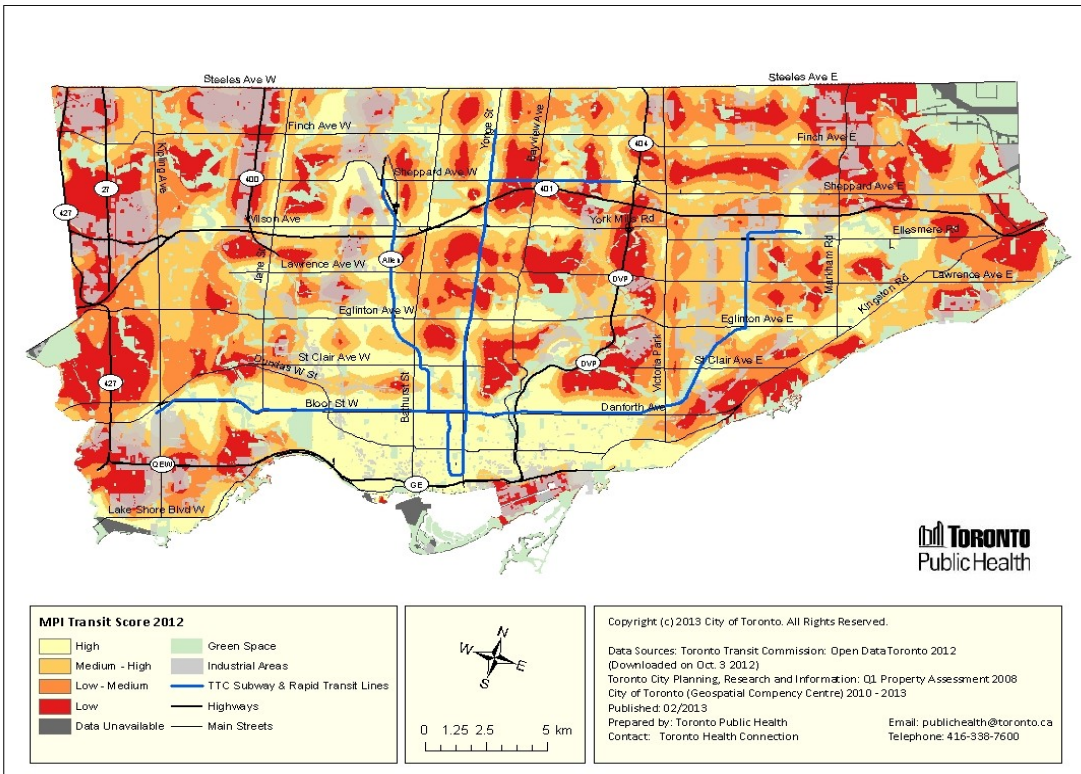 Steeles Ave W
Steeles Ave E
Finch Ave W
Yonge St
Bayview Ave
Finch Ave E
404
Kipling Ave
27
400
Sheppard Ave W
401
Sheppard Ave E
427
Wilson Ave
York Mills Rd
Ellesmere Rd
Jane St
Lawrence Ave W
Allen
DVP
Markham Rd
Kingston Rd
Lawrence Ave E
Eglinton Ave W
Eglinton Ave E
St Clair Ave W
Dundas W St
DVP
Victoria Park
St Clair Ave E
427
Bathurst St
Bloor St W
Danforth Ave
QEW
GE
Lake Shore Blvd W
TORONTO
Public Health
MPI Transit Score 2012
High
Medium - High
Low - Medium
Low
Data Unavailable
Green Space
Industrial Areas
TTC Subway & Rapid Transit Lines
Highways
Main Streets
N
W
E
S
0 1.25 2.5 5 km
Copyright (c) 2013 City of Toronto. All Rights Reserved.
Data Sources: Toronto Transit Commission: Open DataToronto 2012
(Downloaded on Oct. 3 2012)
Toronto City Planning, Research and Information: Q1 Property Assessment 2008
City of Toronto (Geospatial Compency Centre) 2010 - 2013
Published: 02/2013
Prepared by: Toronto Public Health
Email: publichealth@toronto.ca
Contact: Toronto Health Connection
Telephone: 416-338-7600